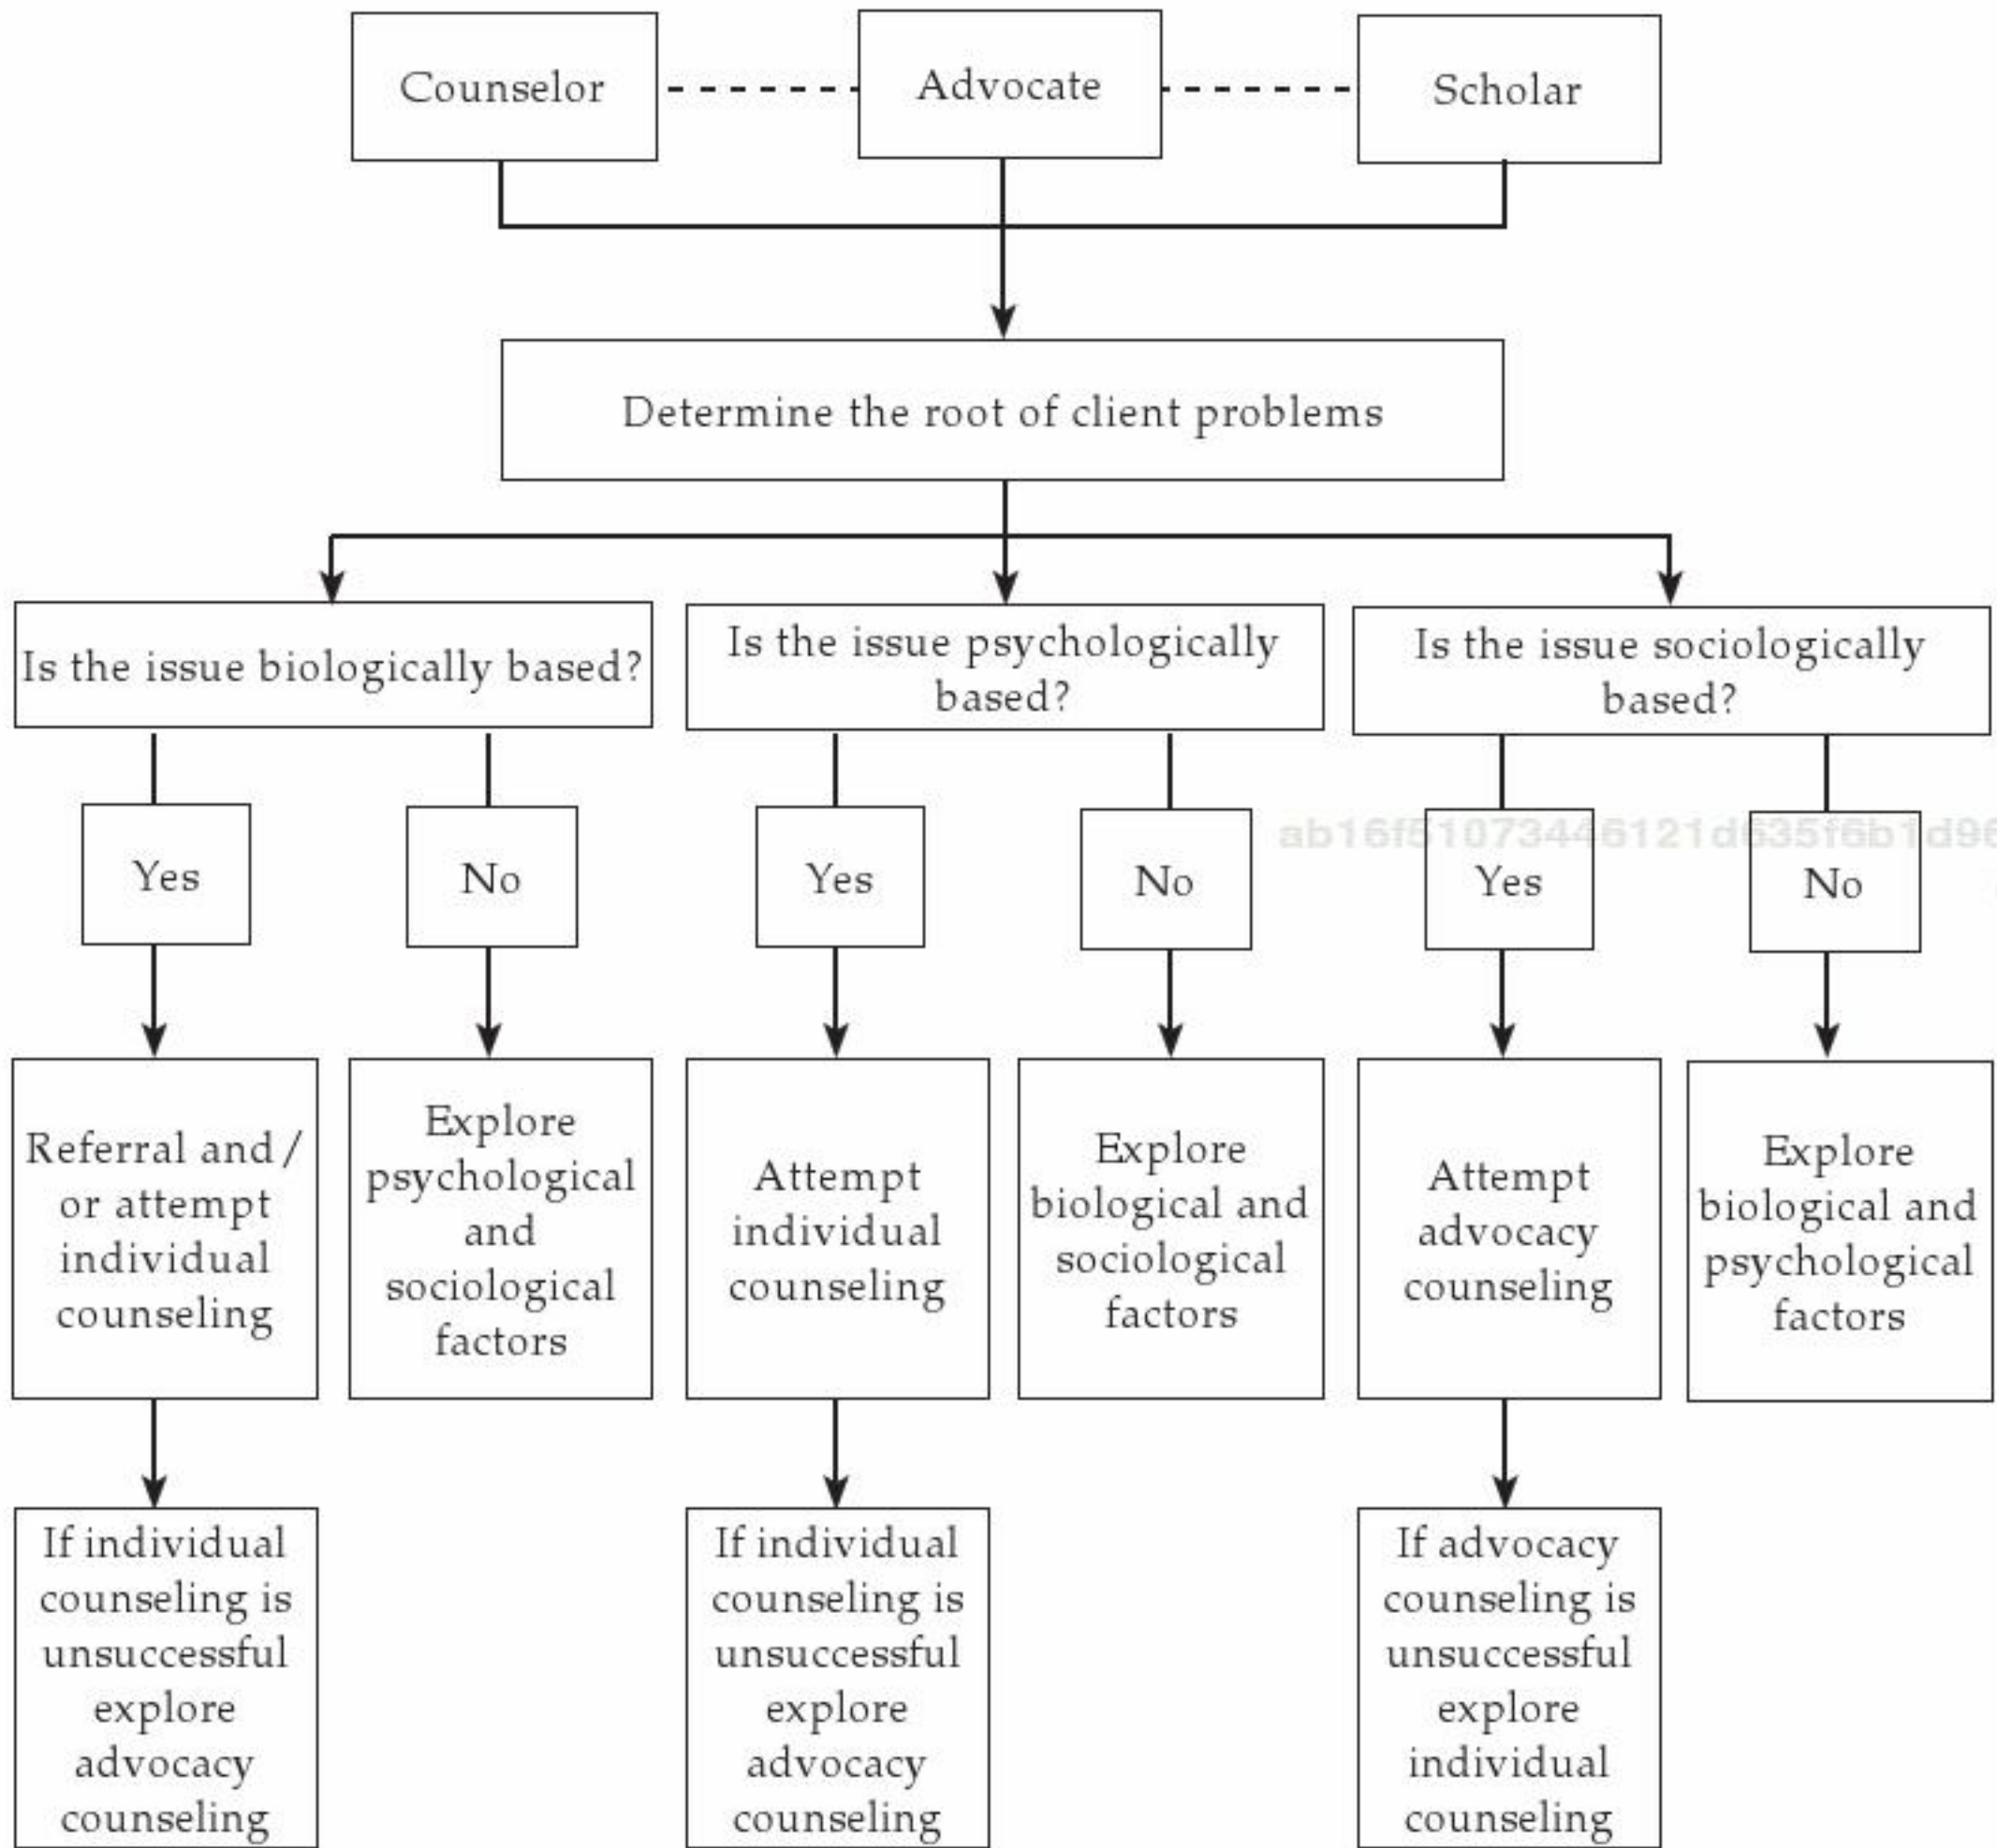 Counselor
Advocate
Scholar
Determine the root of client problems
Is the issue biologically based?
Is the issue psychologically
based?
Is the issue sociologically
based?
Yes
No
Yes
No
Yes
No
ab16f51073446121d635f6b1d96
Referral and/
or attempt
individual
counseling
Explore
psychological
and
sociological
factors
Attempt
individual
counseling
Explore
biological and
sociological
factors
Attempt
advocacy
counseling
Explore
biological and
psychological
factors
If individual
counseling is
unsuccessful
explore
advocacy
counseling
If individual
counseling is
unsuccessful
explore
advocacy
counseling
If advocacy
counseling is
unsuccessful
explore
individual
counseling